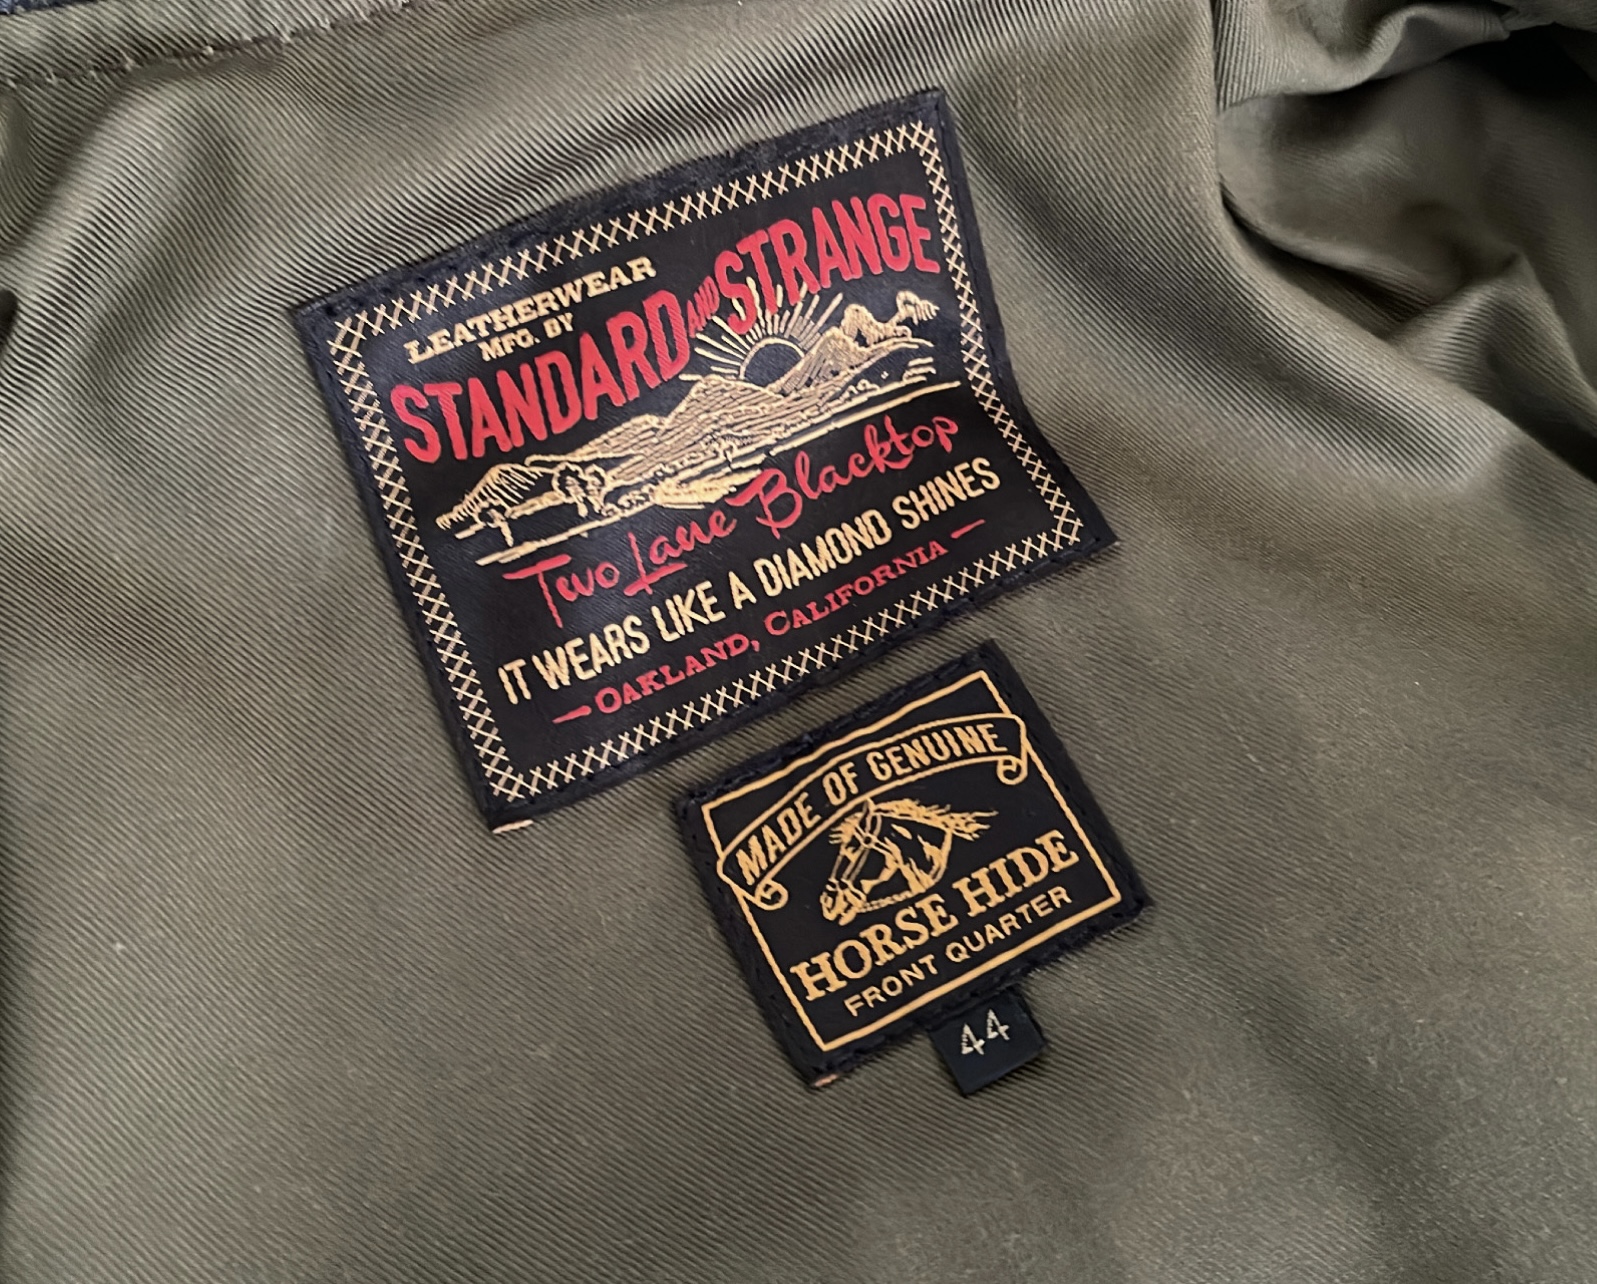 LEATHERWEAR
MFG. BY
STANDARD AND STRANGE
Two Lane Blacktop
IT WEARS LIKE A DIAMOND SHINES
— OAKLAND, CALIFORNIA —
MADE OF GENUINE
HORSE HIDE
FRONT QUARTER
44